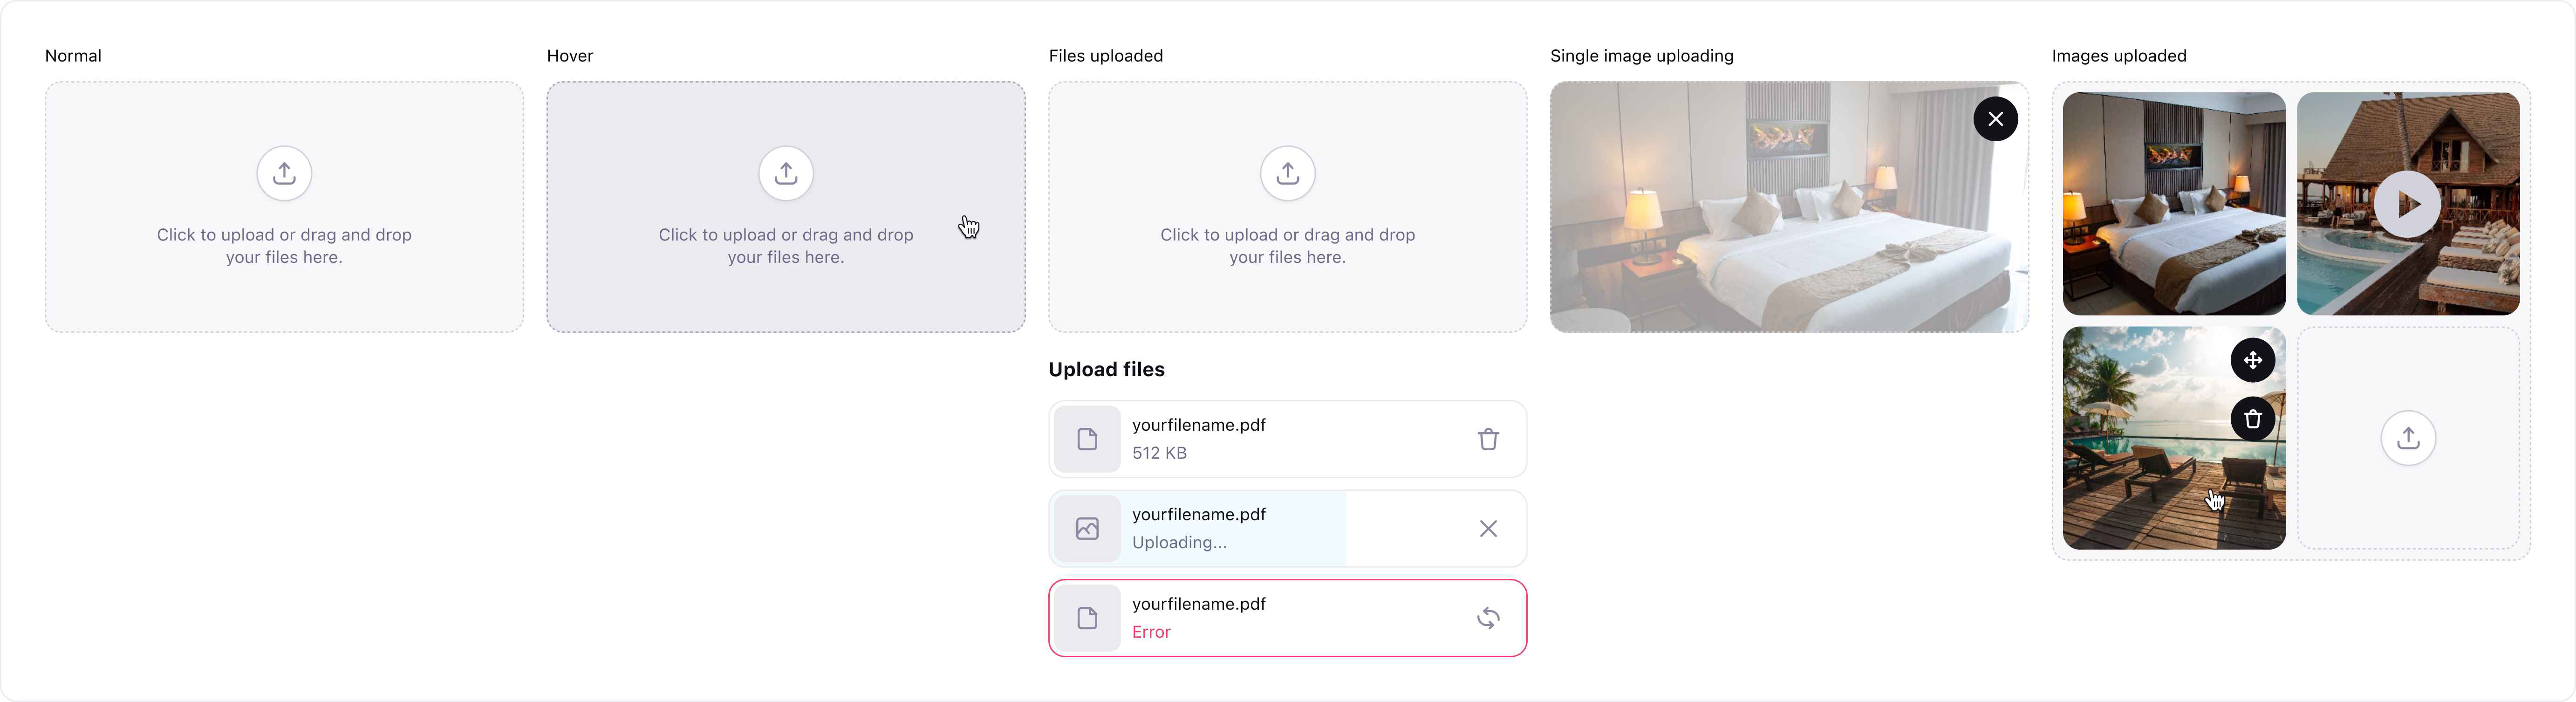 Normal
Hover
Files uploaded
Single image uploading
Images uploaded
Click to upload or drag and drop
your files here.
Click to upload or drag and drop
your files here.
Click to upload or drag and drop
your files here.
Upload files
yourfilename.pdf
512 KB
yourfilename.pdf
Uploading...
yourfilename.pdf
Error